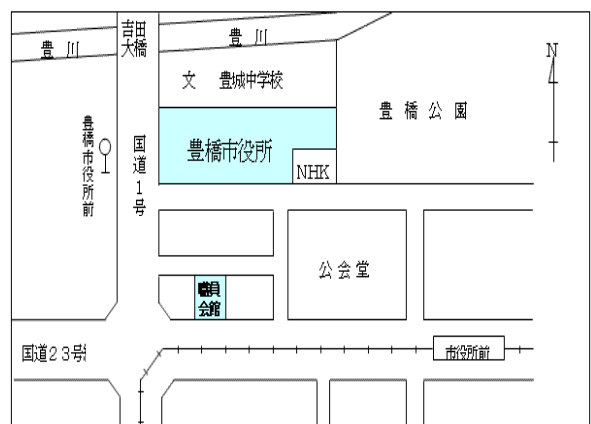 吉田
大橋
豊 川
豊 川
N
文 豊城中学校
豊 橋 公 園
豊橋市役所前
国道1号
豊橋市役所
NHK
公 会 堂
職員
会館
国道23号
市役所前